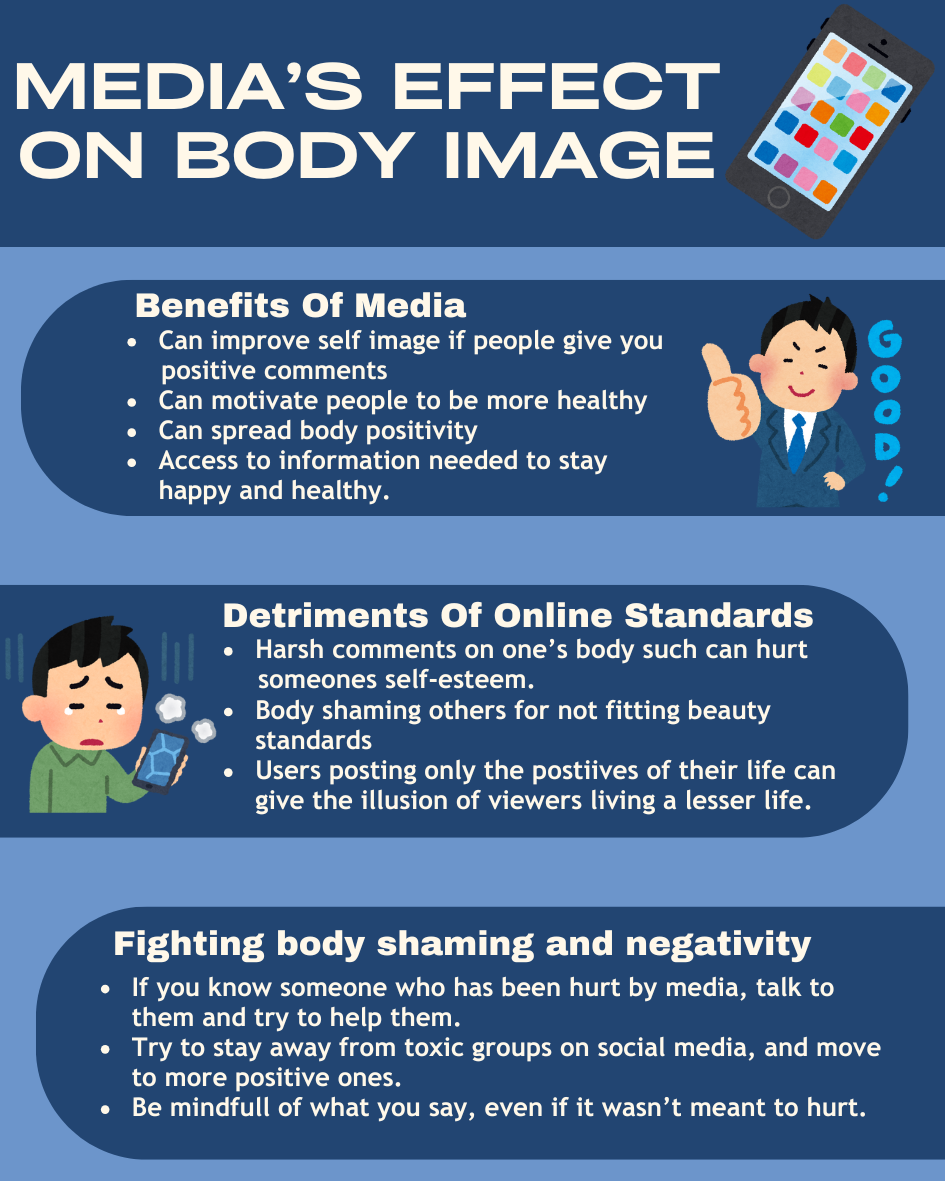 MEDIA'S EFFECT
ON BODY IMAGE
Benefits Of Media
• Can improve self image if people give you
positive comments
• Can motivate people to be more healthy
• Can spread body positivity
• Access to information needed to stay
happy and healthy.
GOOD!
Detriments Of Online Standards
• Harsh comments on one's body such can hurt
someones self-esteem.
• Body shaming others for not fitting beauty
standards
• Users posting only the postiives of their life can
give the illusion of viewers living a lesser life.
Fighting body shaming and negativity
• If you know someone who has been hurt by media, talk to
them and try to help them.
• Try to stay away from toxic groups on social media, and move
to more positive ones.
• Be mindfull of what you say, even if it wasn't meant to hurt.